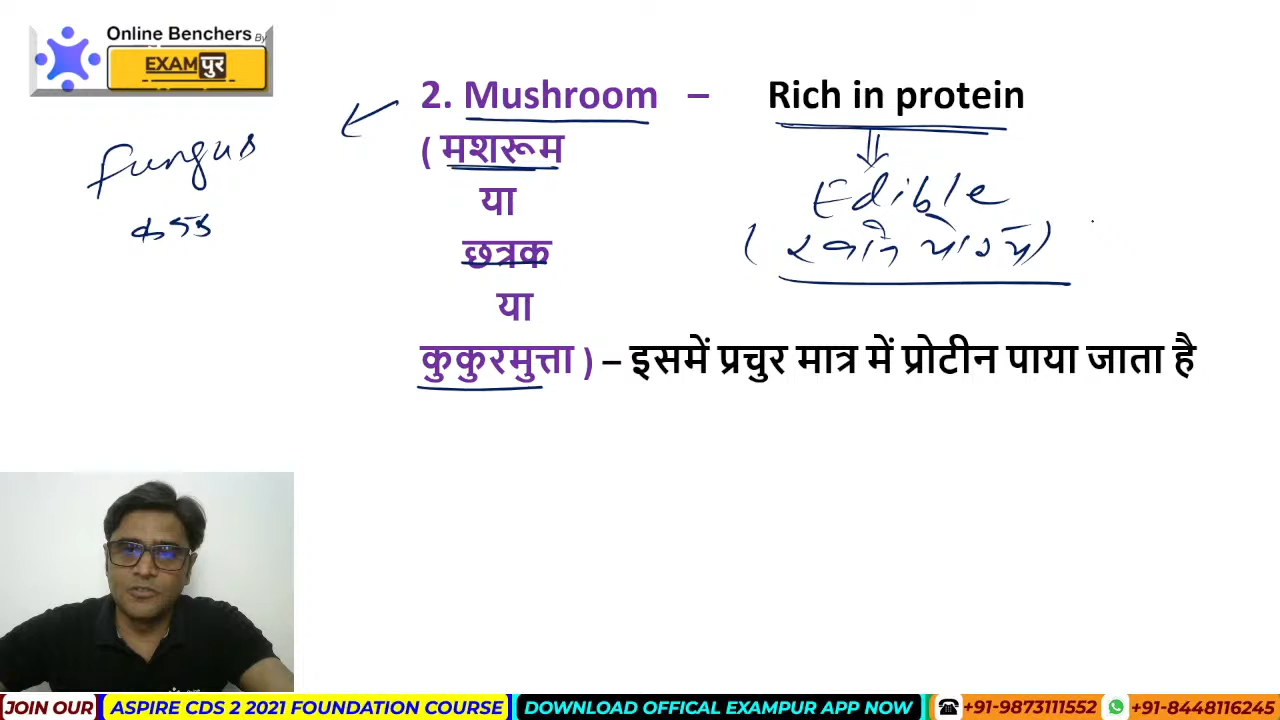 Online Benchers By
EXAMपुर
2. Mushroom – Rich in protein
( मशरूम
या
छत्रक
या
कुकुरमुत्ता ) – इसमें प्रचुर मात्र में प्रोटीन पाया जाता है
Fungus
कवक
Edible
JOIN OUR ASPIRE CDS 2 2021 FOUNDATION COURSE DOWNLOAD OFFICAL EXAMPUR APP NOW +91-9873111552 +91-8448116245